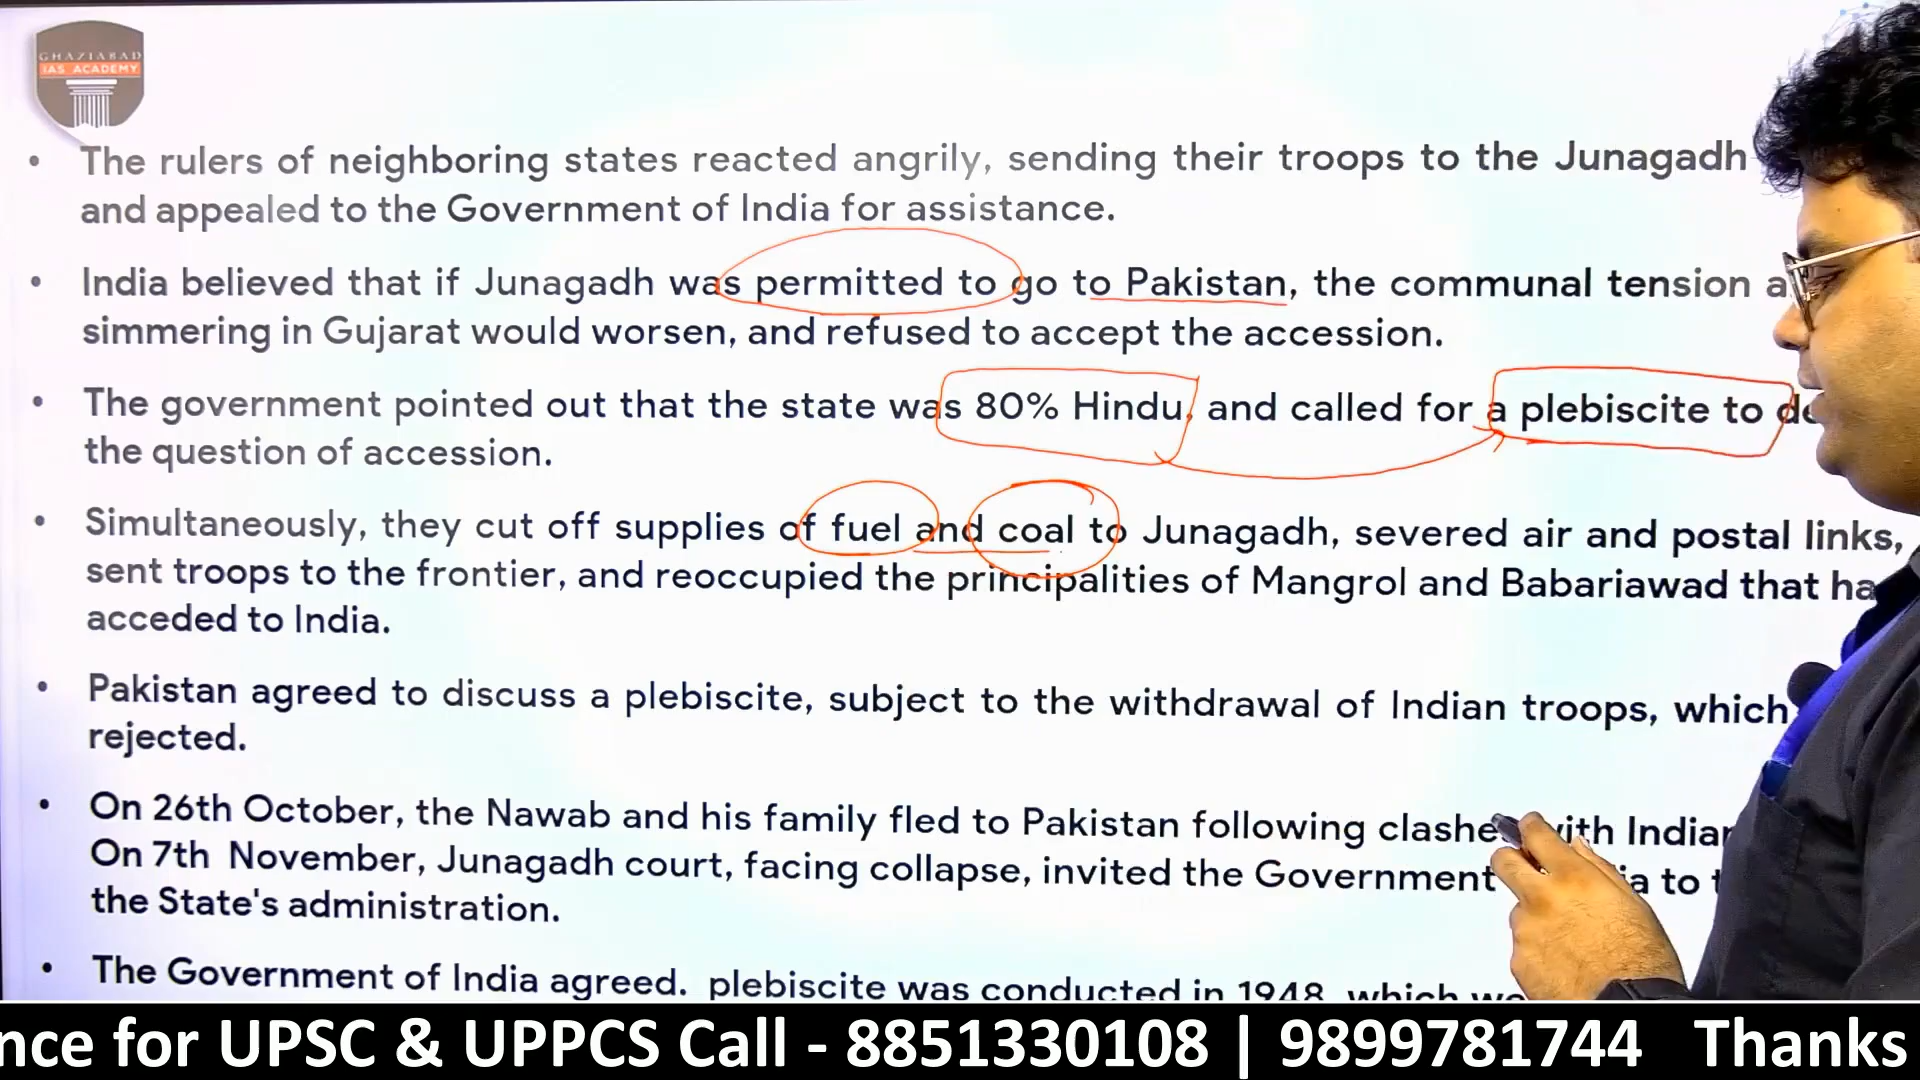 GHAZIABAD
IAS ACADEMY
• The rulers of neighboring states reacted angrily, sending their troops to the Junagadh
and appealed to the Government of India for assistance.
• India believed that if Junagadh was permitted to go to Pakistan, the communal tension
simmering in Gujarat would worsen, and refused to accept the accession.
• The government pointed out that the state was 80% Hindu, and called for a plebiscite to
the question of accession.
• Simultaneously, they cut off supplies of fuel and coal to Junagadh, severed air and postal links,
sent troops to the frontier, and reoccupied the principalities of Mangrol and Babariawad that
acceded to India.
• Pakistan agreed to discuss a plebiscite, subject to the withdrawal of Indian troops, which
rejected.
• On 26th October, the Nawab and his family fled to Pakistan following clashes with Indian
On 7th November, Junagadh court, facing collapse, invited the Government to
the State's administration.
• The Government of India agreed. plebiscite was conducted in 1948, which
nce for UPSC & UPPCS Call - 8851330108 | 9899781744 Thanks